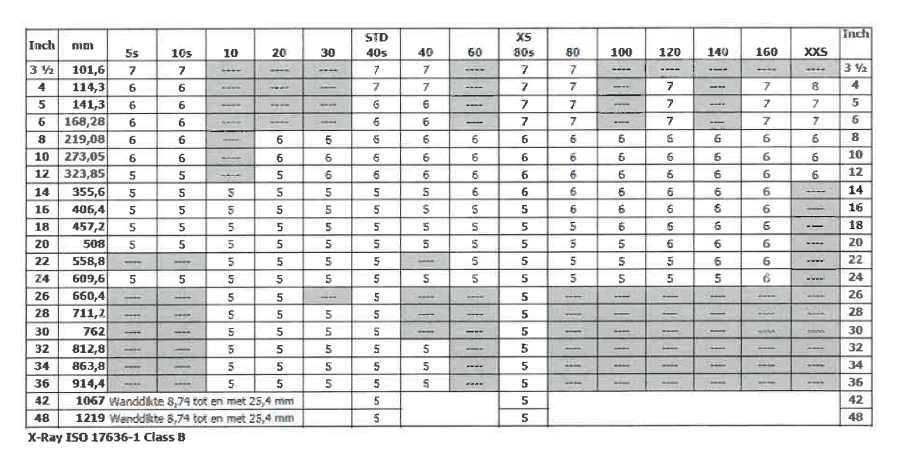 Inch mm 5s 10s 10 20 30 STD 40s 40 60 XS 80s 80 100 120 140 160 XXS Inch
3 ½ 101,6 7 7 ---- ---- ---- 7 7 ---- 7 7 ---- ---- ---- ---- ---- 3 ½
4 114,3 6 6 ---- ---- ---- 7 7 ---- 7 7 ---- 7 ---- 7 8 4
5 141,3 6 6 ---- ---- ---- 6 6 ---- 7 7 ---- 7 ---- 7 7 5
6 168,28 6 6 ---- ---- ---- 6 6 ---- 7 7 ---- 7 ---- 7 7 6
8 219,08 6 6 ---- 6 6 6 6 6 6 6 6 6 6 6 6 8
10 273,05 6 6 ---- 6 6 6 6 6 6 6 6 6 6 6 6 10
12 323,85 5 5 ---- 5 6 6 6 6 6 6 6 6 6 6 6 12
14 355,6 5 5 5 5 5 5 5 6 6 6 6 6 6 6 ---- 14
16 406,4 5 5 5 5 5 5 5 5 5 6 6 6 6 6 ---- 16
18 457,2 5 5 5 5 5 5 5 5 5 5 6 6 6 6 ---- 18
20 508 5 5 5 5 5 5 5 5 5 5 5 6 6 6 ---- 20
22 558,8 ---- ---- 5 5 5 5 ---- 5 5 5 5 5 6 6 ---- 22
24 609,6 5 5 5 5 5 5 5 5 5 5 5 5 5 6 ---- 24
26 660,4 ---- ---- 5 5 ---- 5 ---- ---- 5 ---- ---- ---- ---- ---- ---- 26
28 711,2 ---- ---- 5 5 5 5 ---- ---- 5 ---- ---- ---- ---- ---- ---- 28
30 762 ---- ---- 5 5 5 5 ---- ---- 5 ---- ---- ---- ---- ---- ---- 30
32 812,8 ---- ---- 5 5 5 5 5 ---- 5 ---- ---- ---- ---- ---- ---- 32
34 863,8 ---- ---- 5 5 5 5 5 ---- 5 ---- ---- ---- ---- ---- ---- 34
36 914,4 ---- ---- 5 5 5 5 5 ---- 5 ---- ---- ---- ---- ---- ---- 36
42 1067 Wanddikte 8,74 tot en met 25,4 mm 5 5 42
48 1219 Wanddikte 8,74 tot en met 25,4 mm 5 5 48
X-Ray ISO 17636-1 Class B